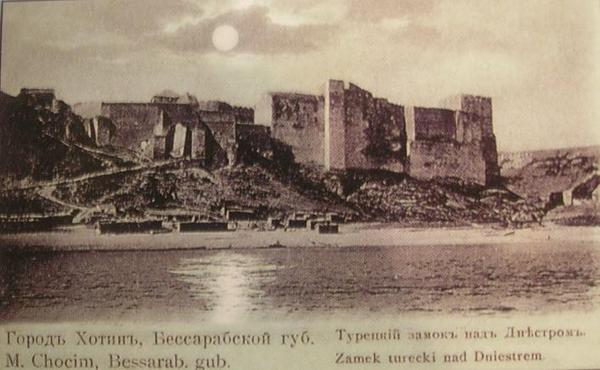 Городъ Хотинъ, Бессарабской губ.
M. Chocim, Bessarab. gub.
Турецкій замокъ надъ Днѣстромъ.
Zamek turecki nad Dniestrem.